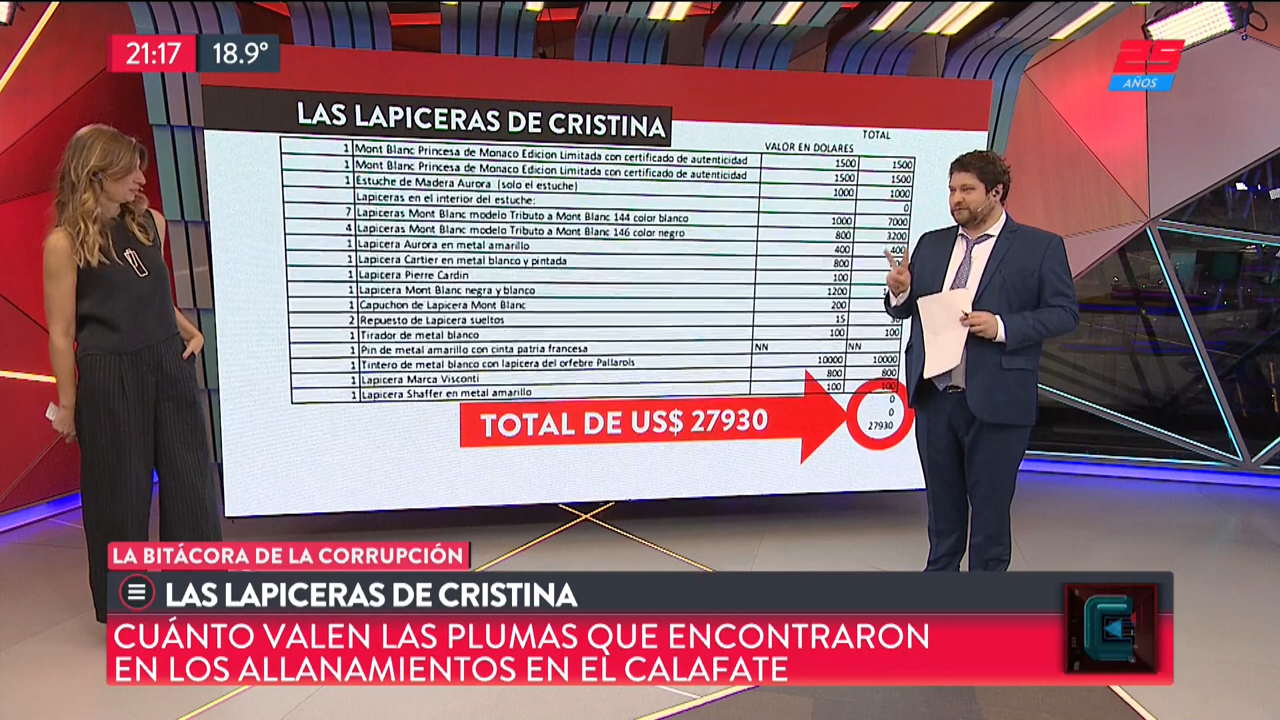 21:17 18.9°
25
AÑOS
LAS LAPICERAS DE CRISTINA
VALOR EN DOLARES TOTAL
1 Mont Blanc Princesa de Monaco Edicion Limitada con certificado de autenticidad 1500 1500
1 Mont Blanc Princesa de Monaco Edicion Limitada con certificado de autenticidad 1500 1500
1 Estuche de Madera Aurora (solo el estuche) 1000 1000
Lapiceras en el interior del estuche: 0
7 Lapiceras Mont Blanc modelo Tributo a Mont Blanc 144 color blanco 1000 7000
4 Lapiceras Mont Blanc modelo Tributo a Mont Blanc 146 color negro 800 3200
1 Lapicera Aurora en metal amarillo 400 400
1 Lapicera Cartier en metal blanco y pintada 800
1 Lapicera Pierre Cardin 100
1 Lapicera Mont Blanc negra y blanco 1200
1 Capuchon de Lapicera Mont Blanc 200
2 Repuesto de Lapicera sueltos 15 30
1 Tirador de metal blanco 100 100
1 Pin de metal amarillo con cinta patria francesa NN NN
1 Tintero de metal blanco con lapicera del orfebre Pallarols 10000 10000
1 Lapicera Marca Visconti 800 800
1 Lapicera Shaffer en metal amarillo 100 100
0
0
27930
TOTAL DE US$ 27930
LA BITÁCORA DE LA CORRUPCIÓN
LAS LAPICERAS DE CRISTINA
CUÁNTO VALEN LAS PLUMAS QUE ENCONTRARON
EN LOS ALLANAMIENTOS EN EL CALAFATE